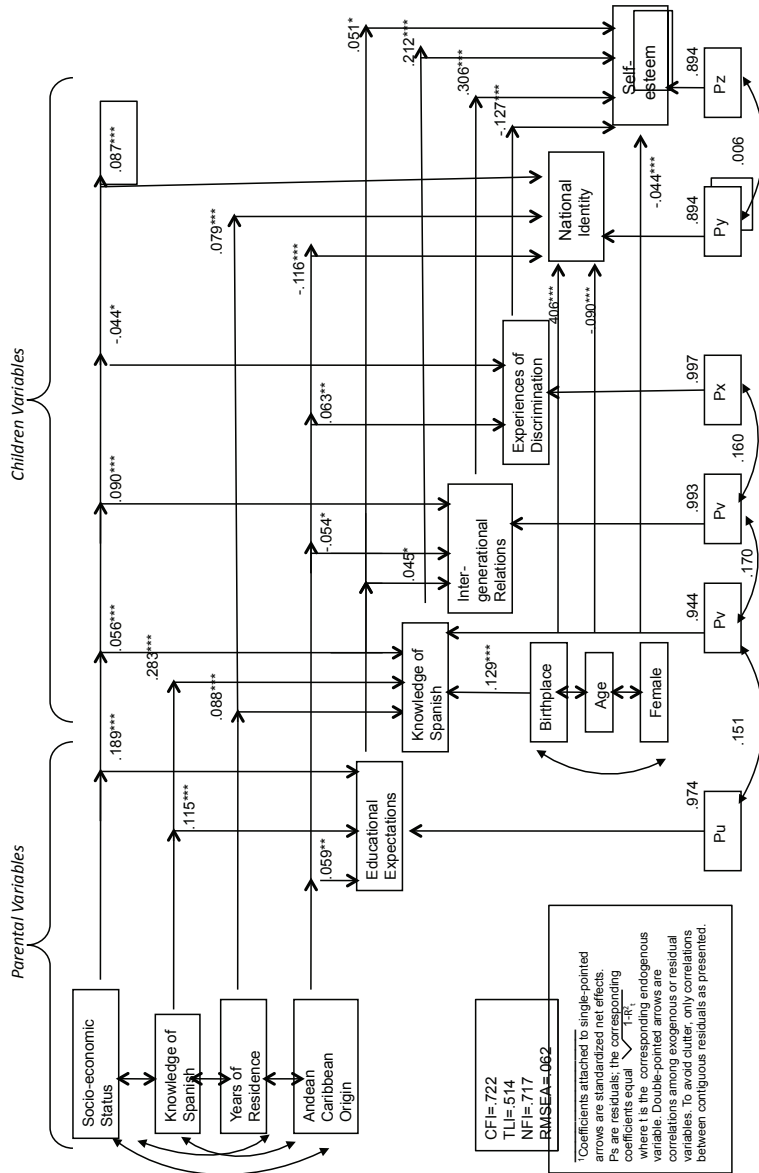 Parental Variables
Children Variables
Socio-economic
Status
Knowledge of
Spanish
Years of
Residence
Andean
Caribbean
Origin
.189***
.056***
.090***
-.044*
.087***
.115***
.283***
.088***
.079***
.059**
-.054*
.063**
-.116***
.045*
.051*
.212***
.306***
-.127***
Educational
Expectations
Knowledge of
Spanish
Inter-
generational
Relations
Experiences of
Discrimination
National
Identity
Self-
esteem
.129***
.406***
-.090***
-.044***
Birthplace
Age
Female
.974
.944
.993
.997
.894
.894
Pu
Pv
Pv
Px
Py
Pz
.151
.170
.160
.006
CFI=.722
TLI=.514
NFI=.717
RMSEA=.062
¹Coefficients attached to single-pointed
arrows are standardized net effects.
Ps are residuals; the corresponding
coefficients equal √1-R²ₜ
where t is the corresponding endogenous
variable. Double-pointed arrows are
correlations among exogenous or residual
variables. To avoid clutter, only correlations
between contiguous residuals as presented.